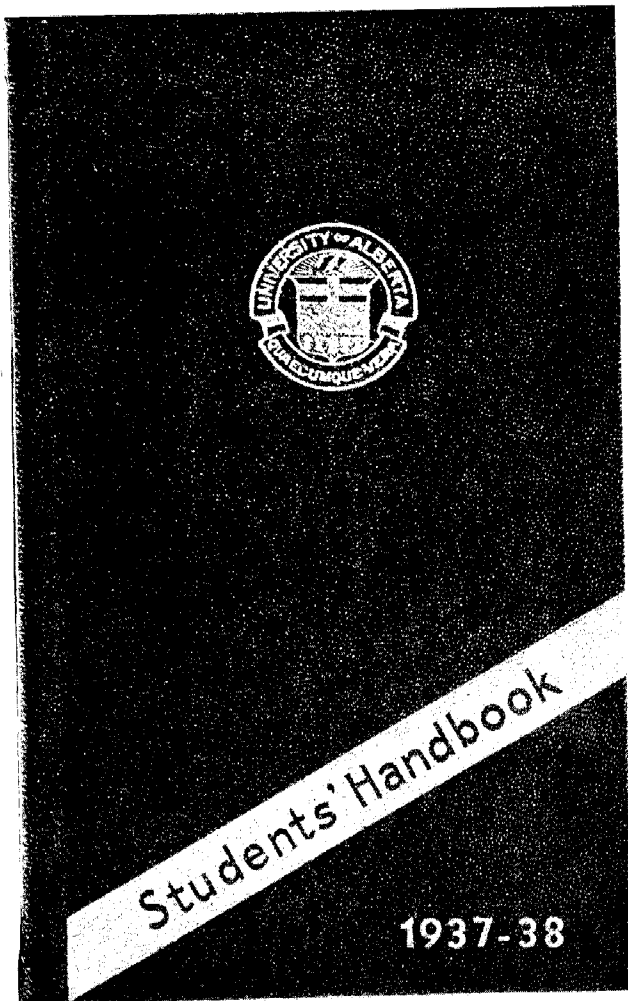 UNIVERSITY OF ALBERTA
QUAECUMQUE VERA
Students' Handbook
1937-38